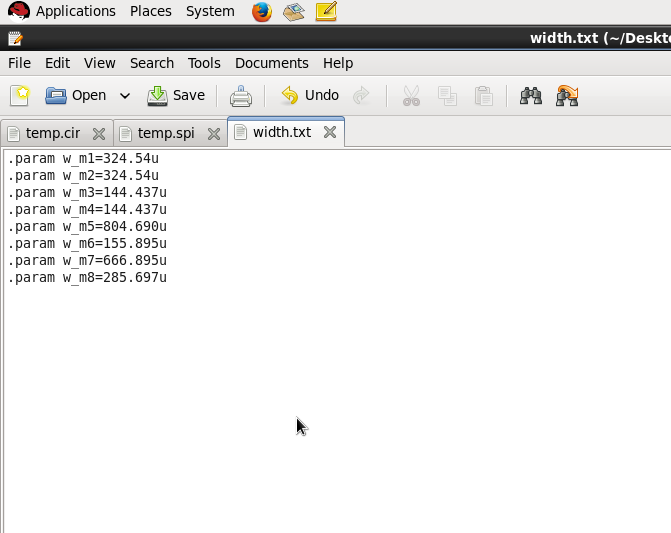 Applications Places System
width.txt (~/Deskt
File Edit View Search Tools Documents Help
Open Save Undo
temp.cir temp.spi width.txt
.param w_m1=324.54u
.param w_m2=324.54u
.param w_m3=144.437u
.param w_m4=144.437u
.param w_m5=804.690u
.param w_m6=155.895u
.param w_m7=666.895u
.param w_m8=285.697u